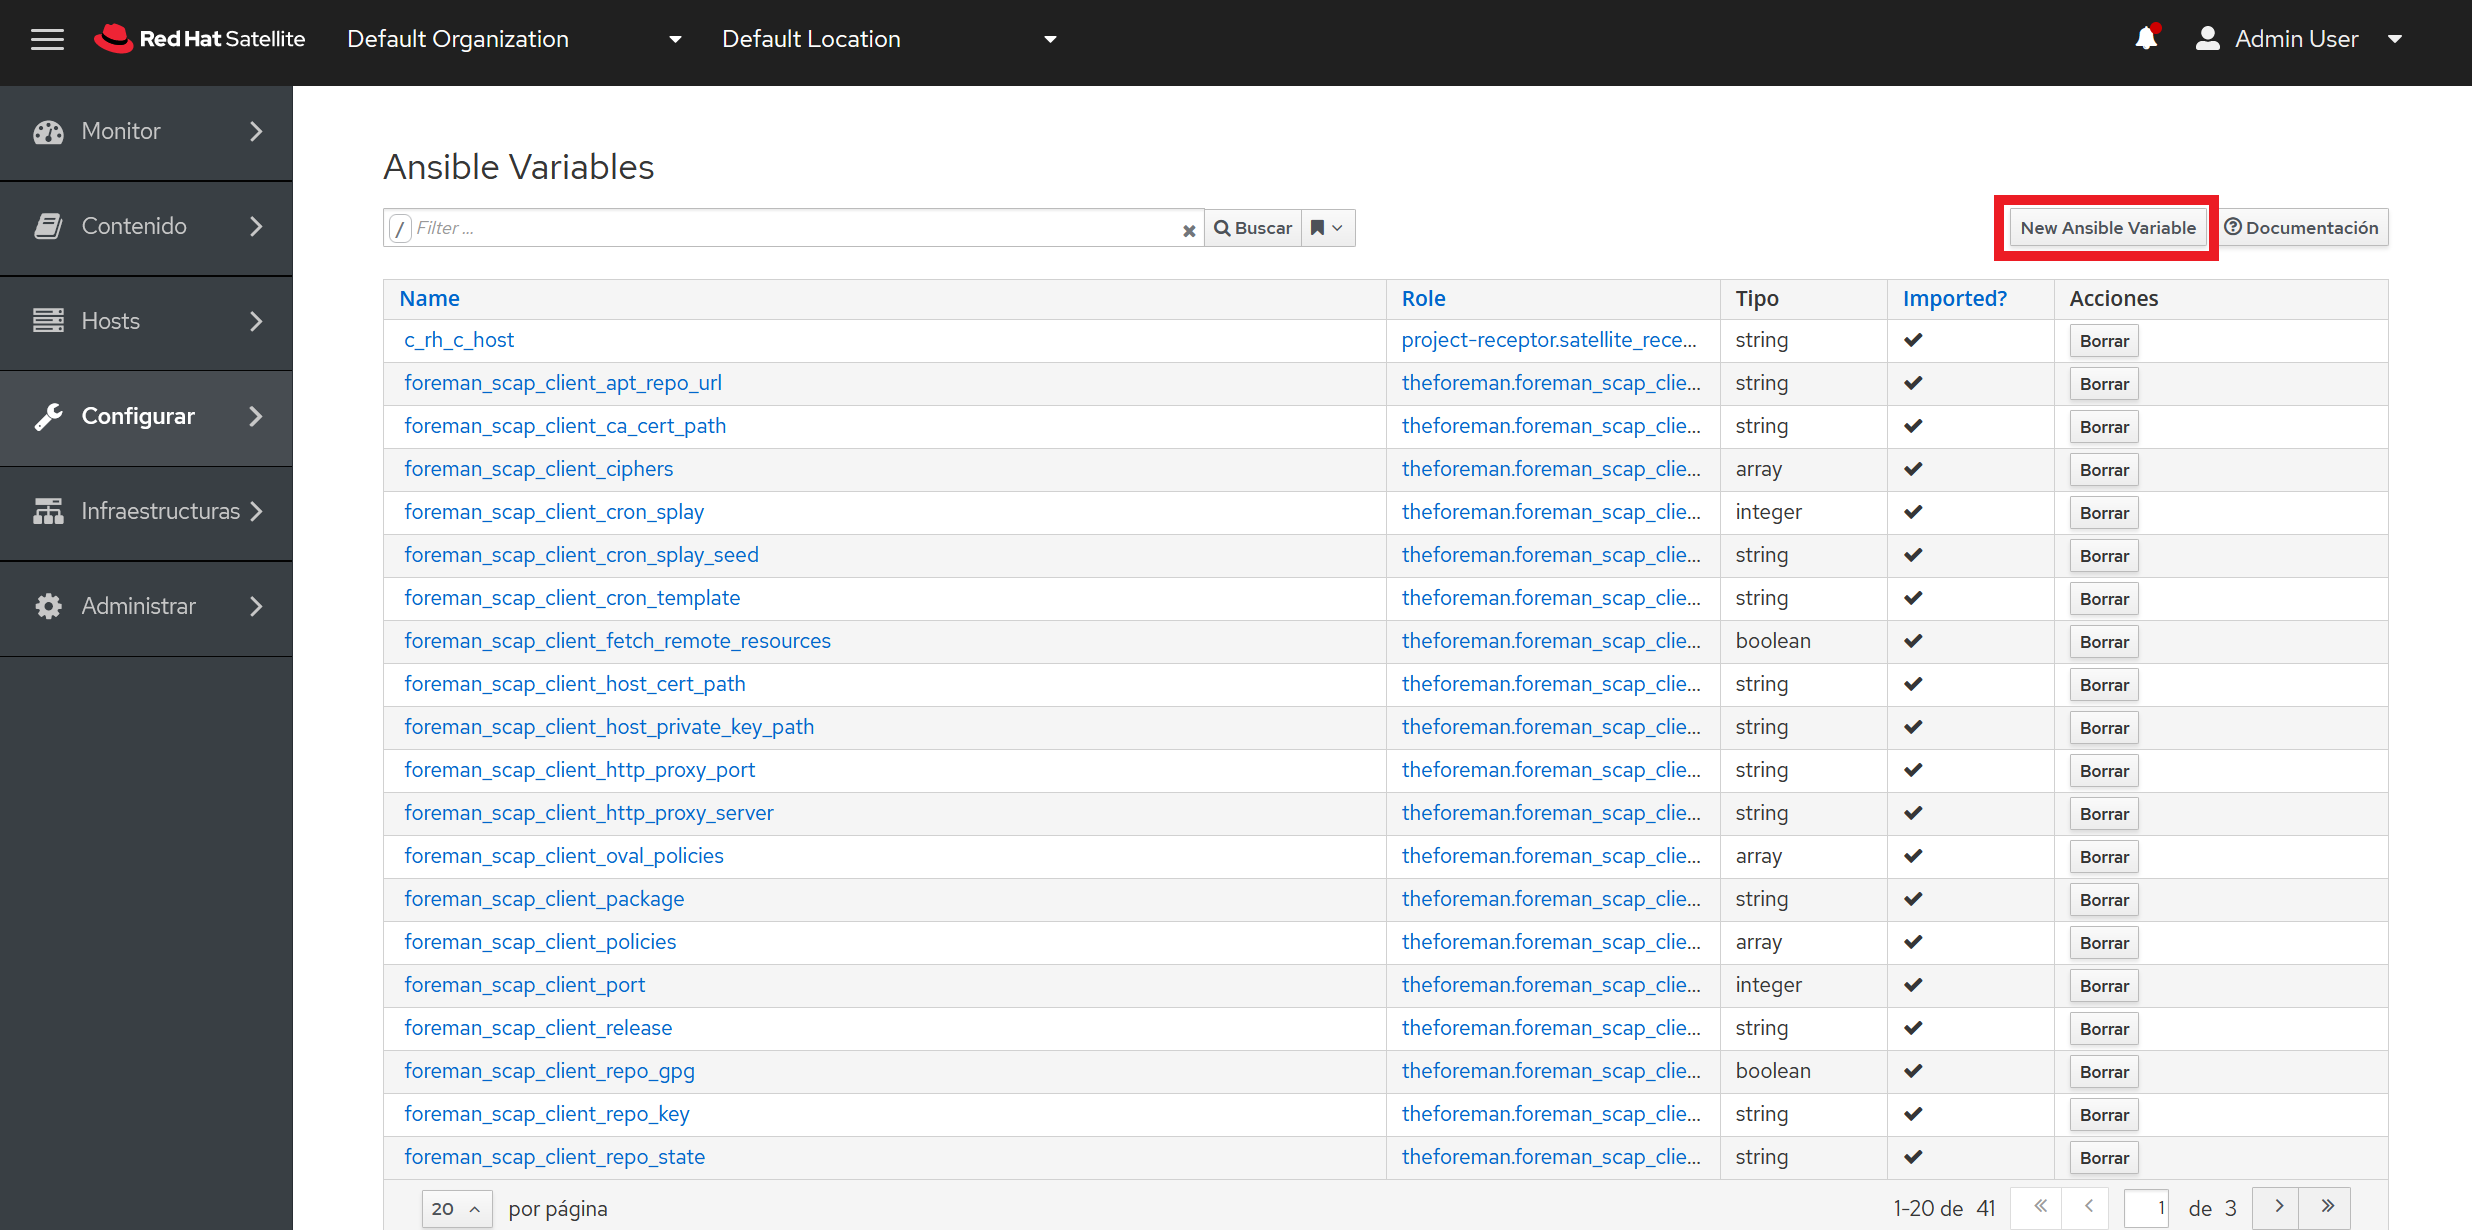 Red Hat Satellite Default Organization Default Location Admin User
Monitor
Contenido
Hosts
Configurar
Infraestructuras
Administrar
Ansible Variables
/ Filter ... Buscar New Ansible Variable Documentación
Name Role Tipo Imported? Acciones
c_rh_c_host project-receptor.satellite_rece... string Borrar
foreman_scap_client_apt_repo_url theforeman.foreman_scap_clie... string Borrar
foreman_scap_client_ca_cert_path theforeman.foreman_scap_clie... string Borrar
foreman_scap_client_ciphers theforeman.foreman_scap_clie... array Borrar
foreman_scap_client_cron_splay theforeman.foreman_scap_clie... integer Borrar
foreman_scap_client_cron_splay_seed theforeman.foreman_scap_clie... string Borrar
foreman_scap_client_cron_template theforeman.foreman_scap_clie... string Borrar
foreman_scap_client_fetch_remote_resources theforeman.foreman_scap_clie... boolean Borrar
foreman_scap_client_host_cert_path theforeman.foreman_scap_clie... string Borrar
foreman_scap_client_host_private_key_path theforeman.foreman_scap_clie... string Borrar
foreman_scap_client_http_proxy_port theforeman.foreman_scap_clie... string Borrar
foreman_scap_client_http_proxy_server theforeman.foreman_scap_clie... string Borrar
foreman_scap_client_oval_policies theforeman.foreman_scap_clie... array Borrar
foreman_scap_client_package theforeman.foreman_scap_clie... string Borrar
foreman_scap_client_policies theforeman.foreman_scap_clie... array Borrar
foreman_scap_client_port theforeman.foreman_scap_clie... integer Borrar
foreman_scap_client_release theforeman.foreman_scap_clie... string Borrar
foreman_scap_client_repo_gpg theforeman.foreman_scap_clie... boolean Borrar
foreman_scap_client_repo_key theforeman.foreman_scap_clie... string Borrar
foreman_scap_client_repo_state theforeman.foreman_scap_clie... string Borrar
20 por página 1-20 de 41 « ‹ 1 de 3 › »